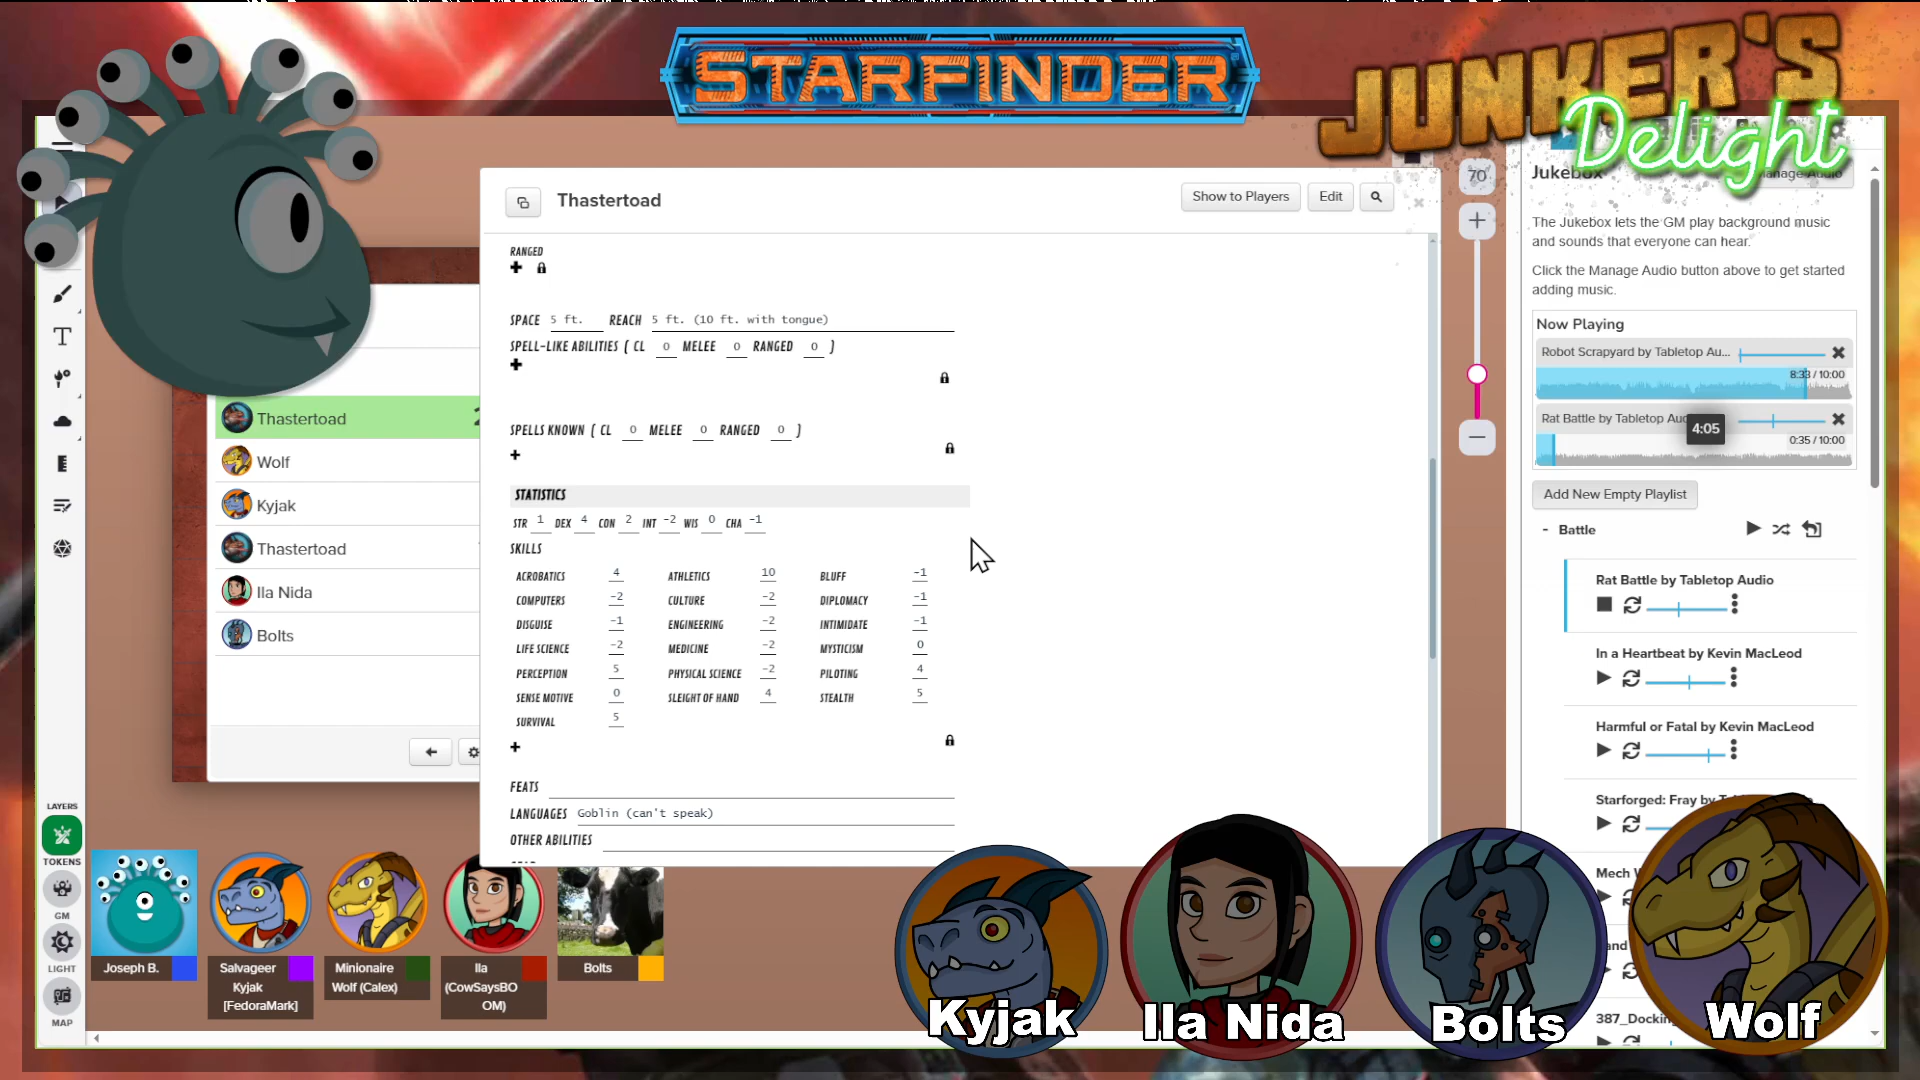 STARFINDER
JUNKER'S
Delight
Thastertoad
Show to Players
Edit
RANGED
SPACE 5 ft. REACH 5 ft. (10 ft. with tongue)
SPELL-LIKE ABILITIES ( CL 0 MELEE 0 RANGED 0 )
SPELLS KNOWN ( CL 0 MELEE 0 RANGED 0 )
STATISTICS
STR 1 DEX 4 CON 2 INT -2 WIS 0 CHA -1
SKILLS
ACROBATICS 4 ATHLETICS 10 BLUFF -1
COMPUTERS -2 CULTURE -2 DIPLOMACY -1
DISGUISE -1 ENGINEERING -2 INTIMIDATE -1
LIFE SCIENCE -2 MEDICINE -2 MYSTICISM 0
PERCEPTION 5 PHYSICAL SCIENCE -2 PILOTING 4
SENSE MOTIVE 0 SLEIGHT OF HAND 4 STEALTH 5
SURVIVAL 5
FEATS
LANGUAGES Goblin (can't speak)
OTHER ABILITIES
Thastertoad
Wolf
Kyjak
Thastertoad
Ila Nida
Bolts
70
Jukebox
Manage Audio
The Jukebox lets the GM play background music
and sounds that everyone can hear.
Click the Manage Audio button above to get started
adding music.
Now Playing
Robot Scrapyard by Tabletop Au...
8:33 / 10:00
Rat Battle by Tabletop
4:05
0:35 / 10:00
Add New Empty Playlist
- Battle
Rat Battle by Tabletop Audio
In a Heartbeat by Kevin MacLeod
Harmful or Fatal by Kevin MacLeod
Starforged: Fray by
Mech
387_Docking
LAYERS
TOKENS
GM
LIGHT
MAP
Joseph B.
Salvageer
Kyjak
[FedoraMark]
Minionaire
Wolf (Calex)
Ila
(CowSaysBO
OM)
Bolts
Kyjak
Ila Nida
Bolts
Wolf